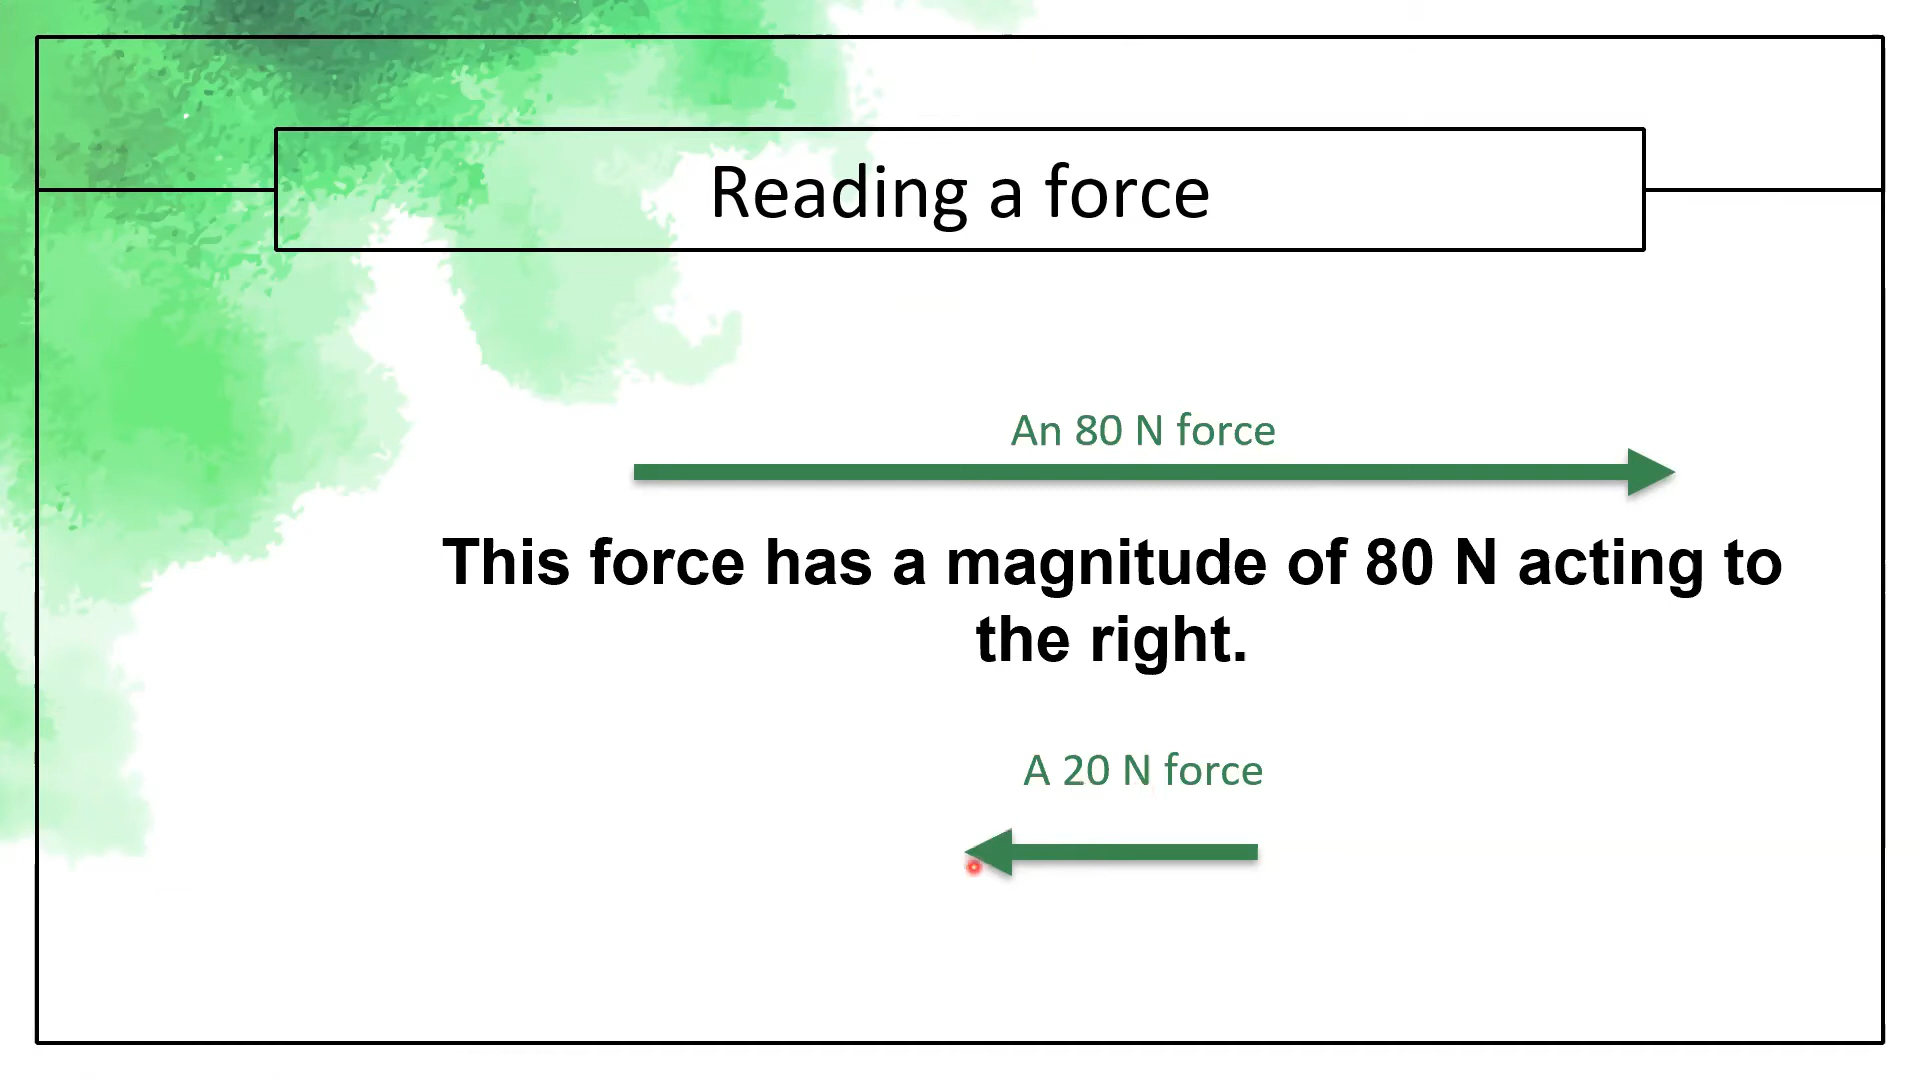 Reading a force
An 80 N force
This force has a magnitude of 80 N acting to
the right.
A 20 N force